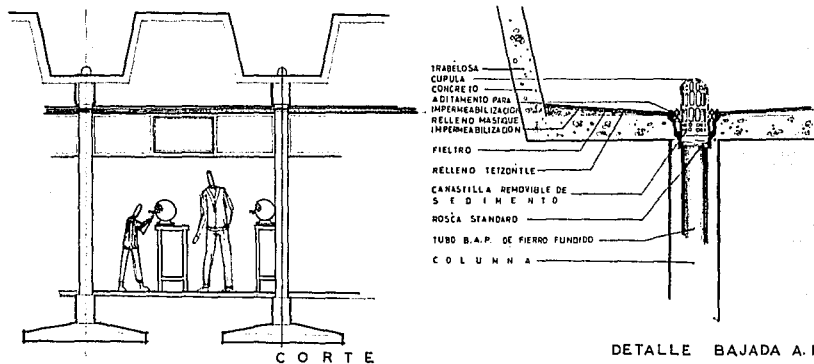 TRABELOSA
CUPULA
CONCRETO
ADITAMENTO PARA
IMPERMEABILIZACION
RELLENO MASIQUE
IMPERMEABILIZACION
FIELTRO
RELLENO TETZONTLE
CANASTILLA REMOVIBLE DE
SEDIMENTO
ROSCA STANDARD
TUBO B.A.P. DE FIERRO FUNDIDO
COLUMNA
CORTE
DETALLE BAJADA A.